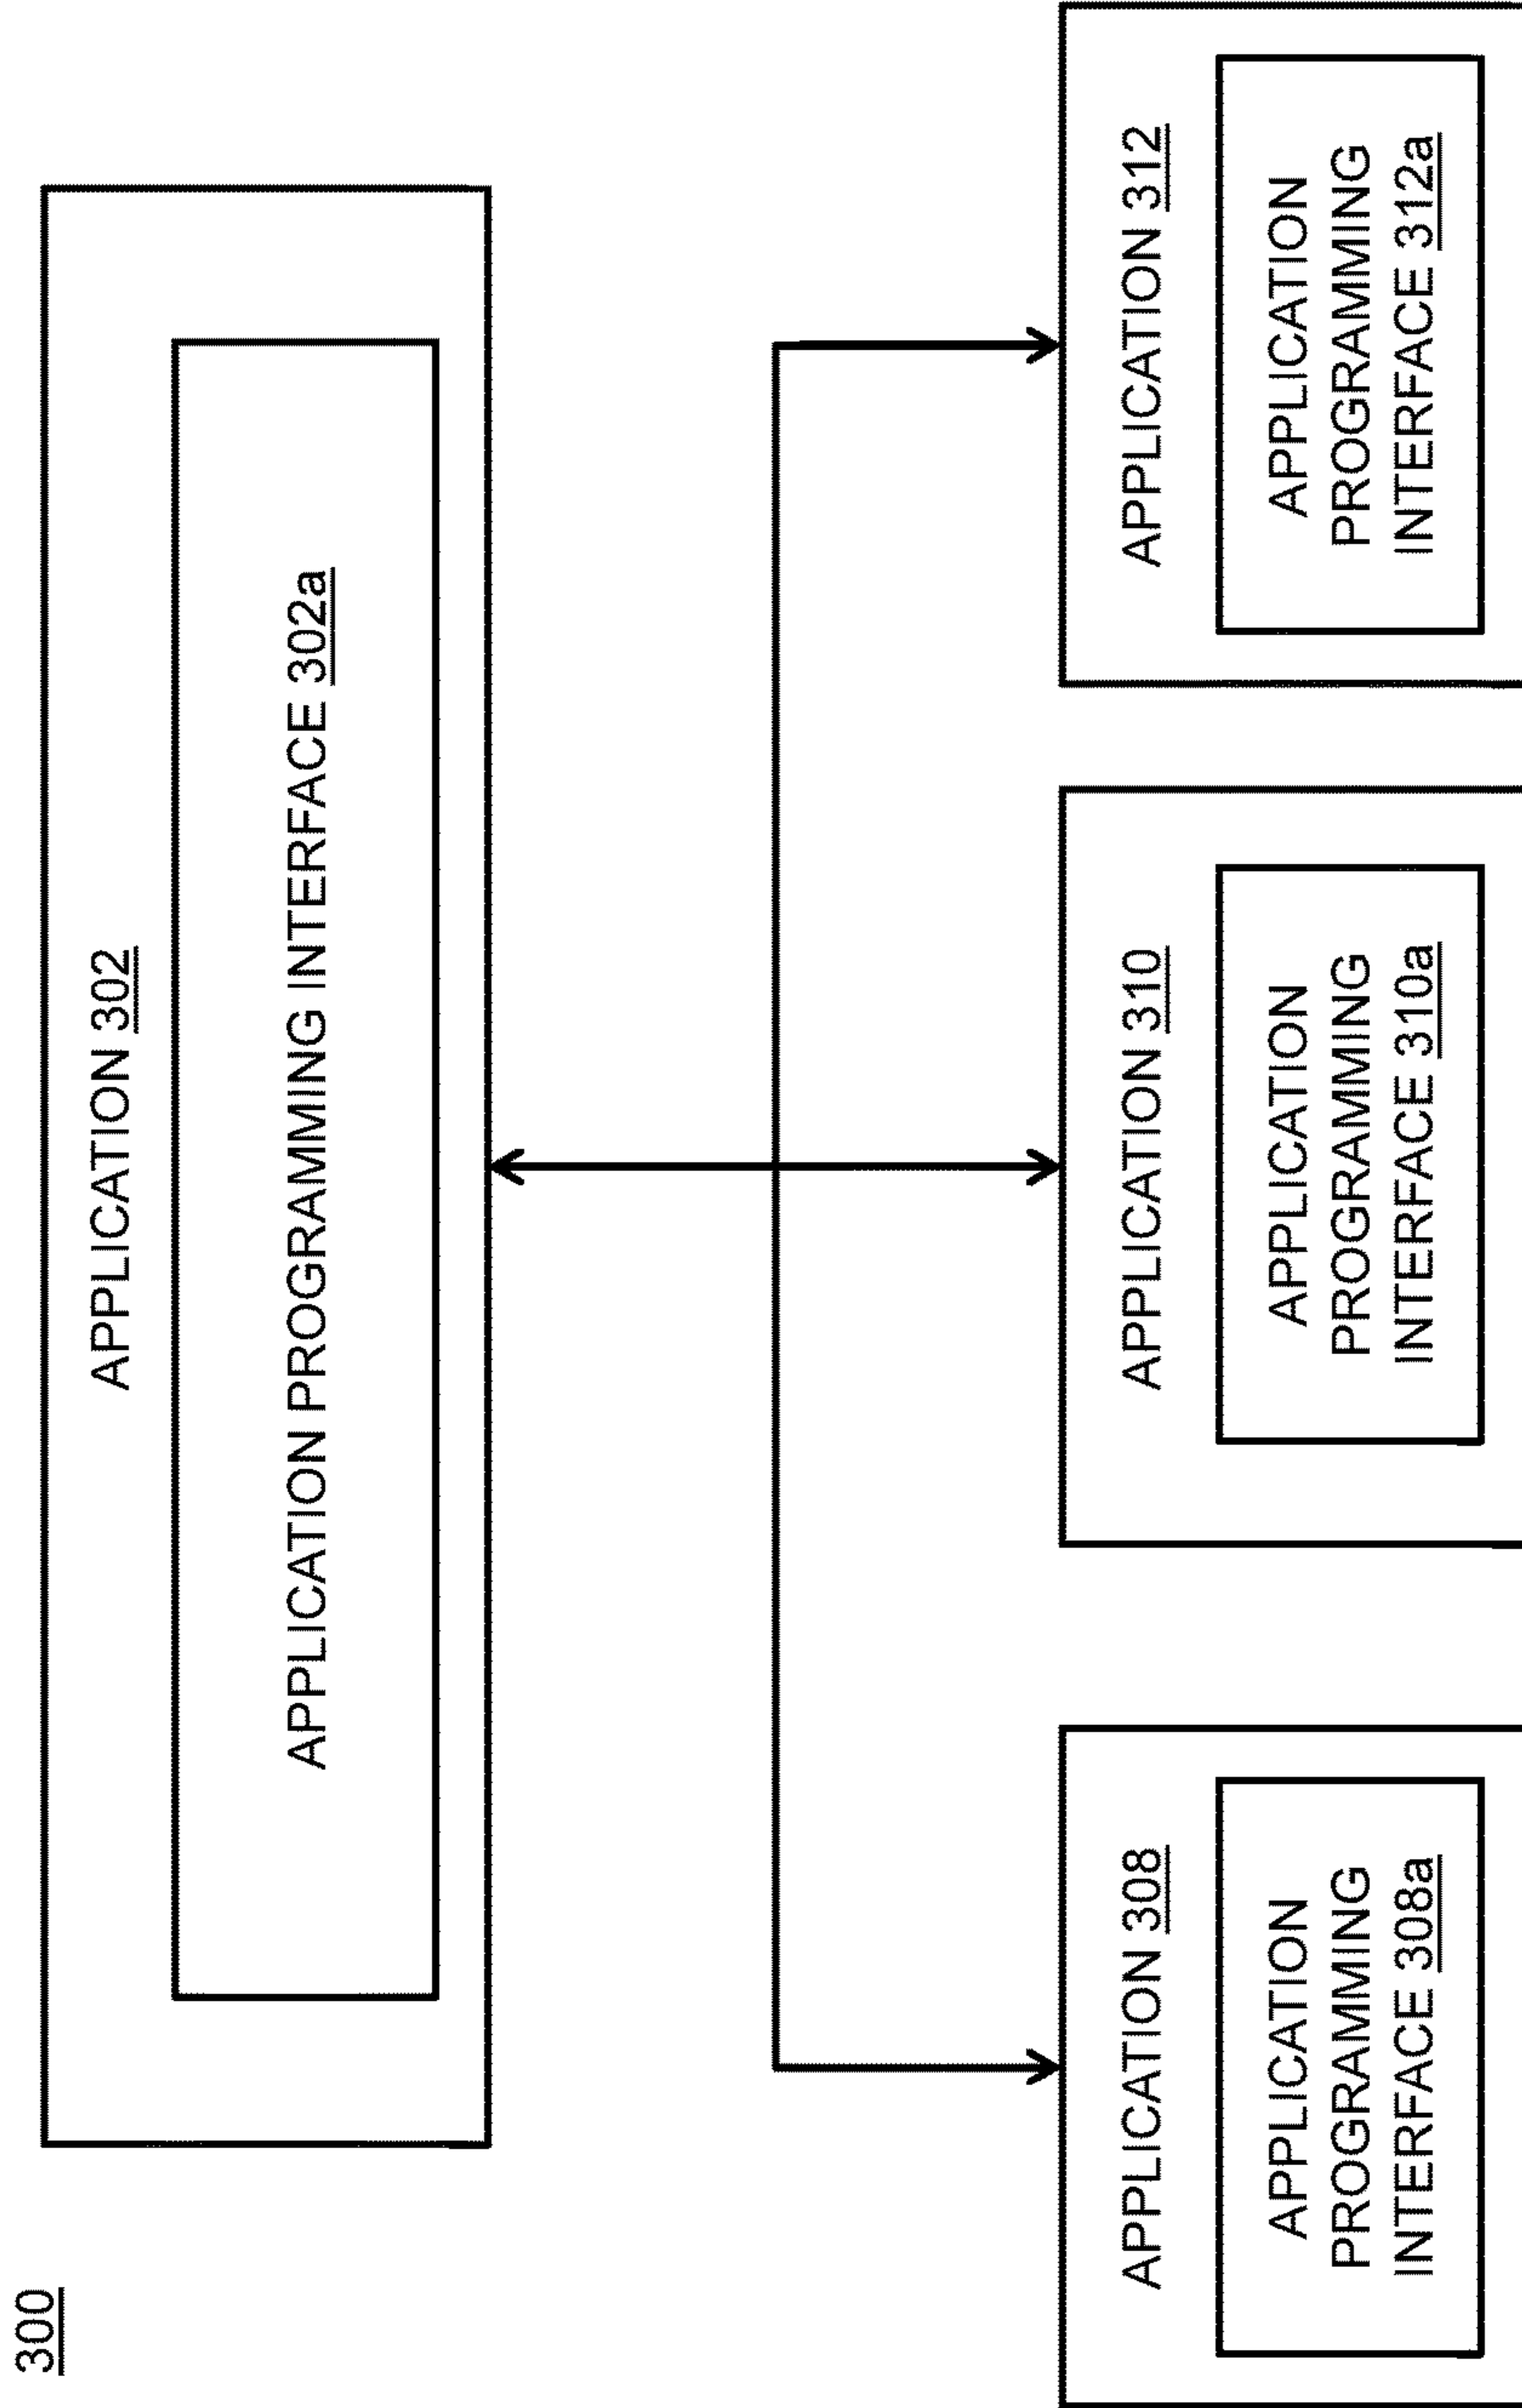 300
APPLICATION 302
APPLICATION PROGRAMMING INTERFACE 302a
APPLICATION 308
APPLICATION
PROGRAMMING
INTERFACE 308a
APPLICATION 310
APPLICATION
PROGRAMMING
INTERFACE 310a
APPLICATION 312
APPLICATION
PROGRAMMING
INTERFACE 312a